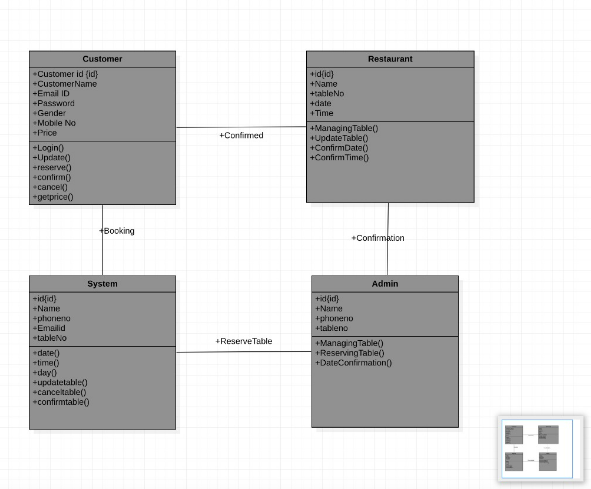 Customer
+Customer id {id}
+CustomerName
+Email ID
+Password
+Gender
+Mobile No
+Price
+Login()
+Update()
+reserve()
+confirm()
+cancel()
+getprice()
Restaurant
+id{id}
+Name
+tableNo
+date
+Time
+ManagingTable()
+UpdateTable()
+ConfirmDate()
+ConfirmTime()
+Confirmed
+Booking
+Confirmation
System
+id{id}
+Name
+phoneno
+Emailid
+tableNo
+date()
+time()
+day()
+updatetable()
+canceltable()
+confirmtable()
+ReserveTable
Admin
+id{id}
+Name
+phoneno
+tableno
+ManagingTable()
+ReservingTable()
+DateConfirmation()